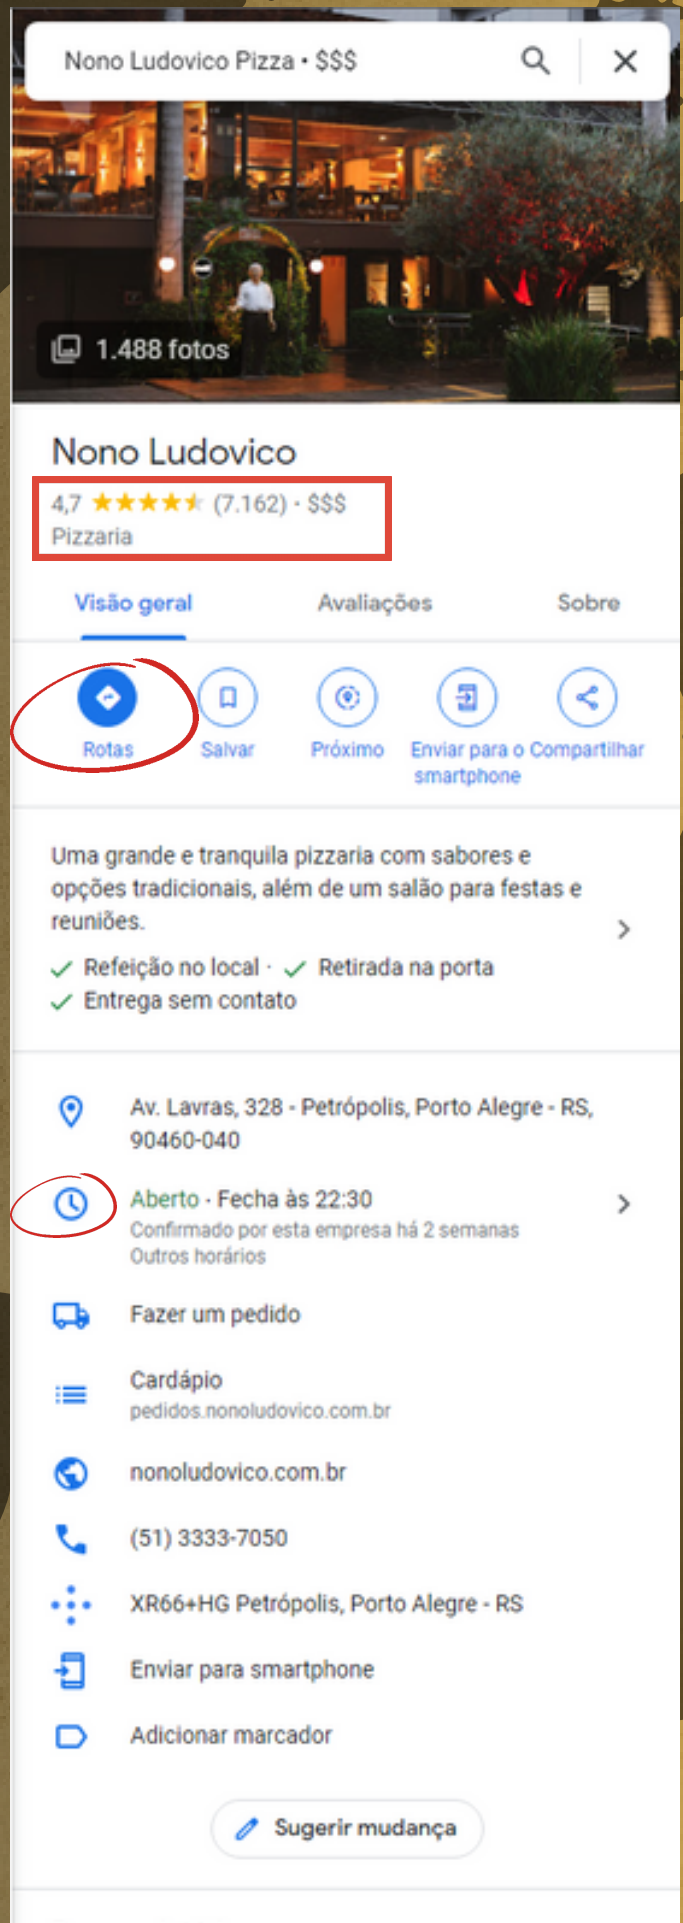 Nono Ludovico Pizza • $$$
1.488 fotos
Nono Ludovico
4,7 (7.162) · $$$
Pizzaria
Visão geral Avaliações Sobre
Rotas Salvar Próximo Enviar para o smartphone Compartilhar
Uma grande e tranquila pizzaria com sabores e
opções tradicionais, além de um salão para festas e
reuniões.
Refeição no local · Retirada na porta
Entrega sem contato
Av. Lavras, 328 - Petrópolis, Porto Alegre - RS,
90460-040
Aberto · Fecha às 22:30
Confirmado por esta empresa há 2 semanas
Outros horários
Fazer um pedido
Cardápio
pedidos.nonoludovico.com.br
nonoludovico.com.br
(51) 3333-7050
XR66+HG Petrópolis, Porto Alegre - RS
Enviar para smartphone
Adicionar marcador
Sugerir mudança